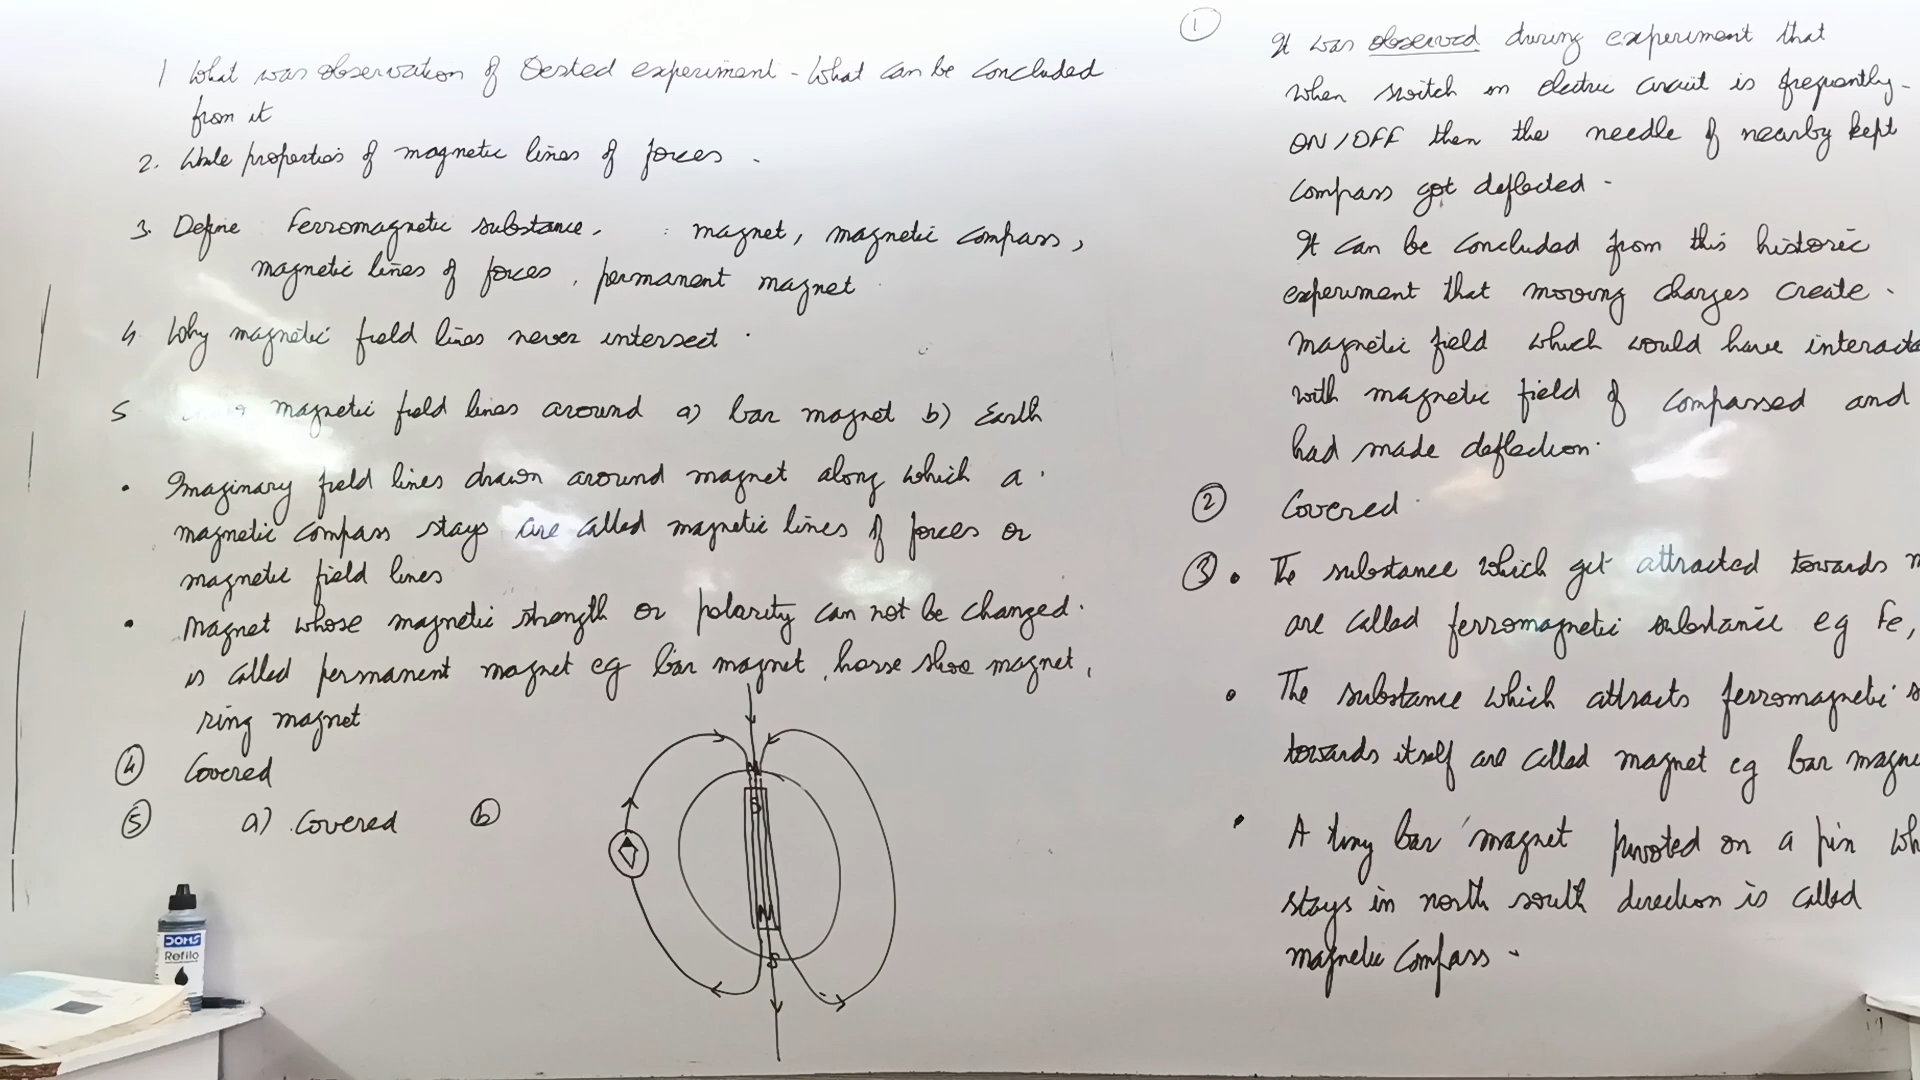 1 What was observation of Oested experiment - What can be concluded
from it
2. Write properties of magnetic lines of forces .
3. Define Ferromagnetic substance, : magnet, magnetic compass,
magnetic lines of forces, permanent magnet
4. Why magnetic field lines never intersect .
5 magnetic field lines around a) bar magnet b) Earth
• Imaginary field lines drawn around magnet along which a
magnetic compass stays are called magnetic lines of forces or
magnetic field lines
• Magnet whose magnetic strength or polarity can not be changed.
is called permanent magnet eg bar magnet, horse shoe magnet,
ring magnet
④ Covered
⑤ a) Covered ⓑ
N
S
N
S
DOMS
Refilo
①
It was observed during experiment that
when switch in electric circuit is frequently-
ON/OFF then the needle of nearby kept
compass got deflected -
It can be concluded from this historic
experiment that moving charges create -
magnetic field which would have
with magnetic field of compassed and
had made deflection.
② Covered
③ • The substance which get attracted towards
are called ferromagnetic substance eg Fe,
• The substance which attracts ferromagnetic
towards itself are called magnet eg bar
• A tiny bar magnet pivoted on a pin
stays in north south direction is called
magnetic compass -